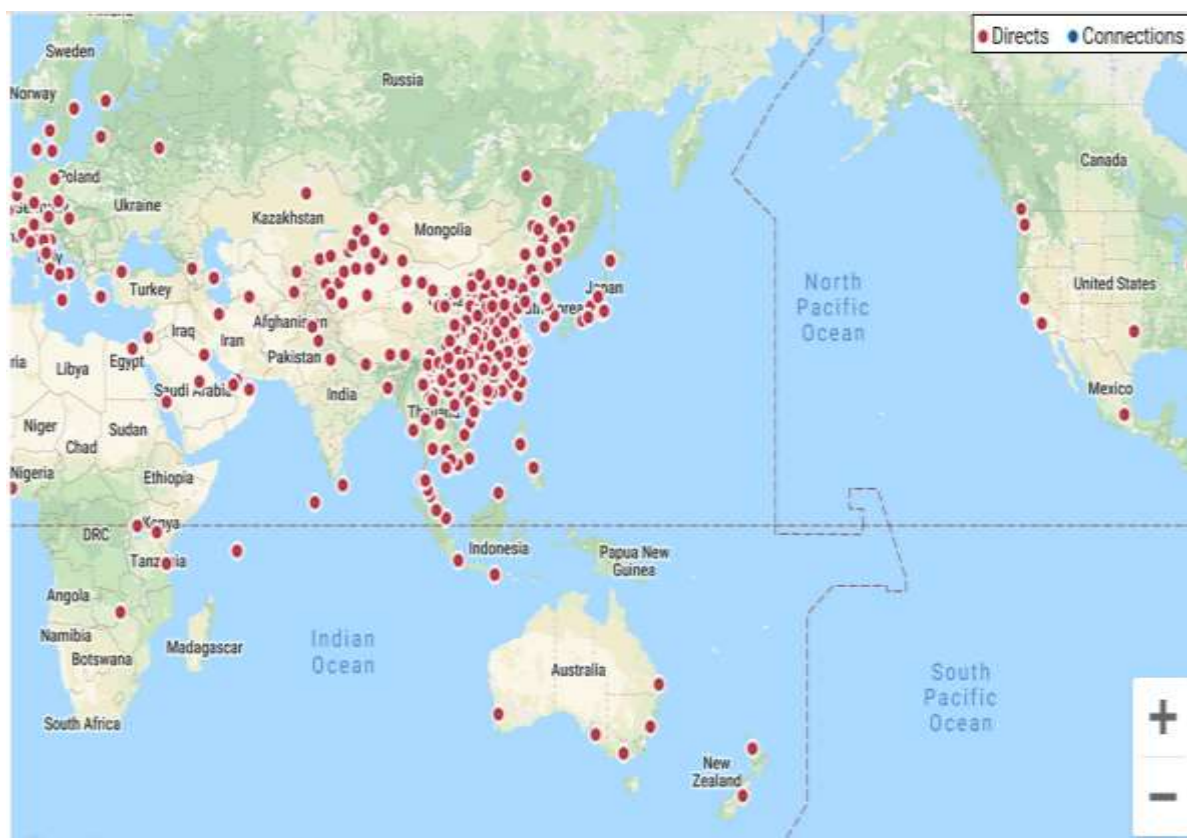 Directs Connections
Sweden
Russia
Norway
Canada
Poland
Ukraine
Kazakhstan
Mongolia
North
Pacific
Ocean
Turkey
Japan
United States
Afghanistan
Iraq
Iran
Pakistan
Libya
Egypt
India
Saudi Arabia
Mexico
Niger
Chad
Sudan
Nigeria
Ethiopia
Kenya
DRC
Indonesia
Papua New
Guinea
Tanzania
Angola
Namibia
Botswana
Madagascar
Indian
Ocean
Australia
South
Pacific
Ocean
South Africa
New
Zealand
+
−